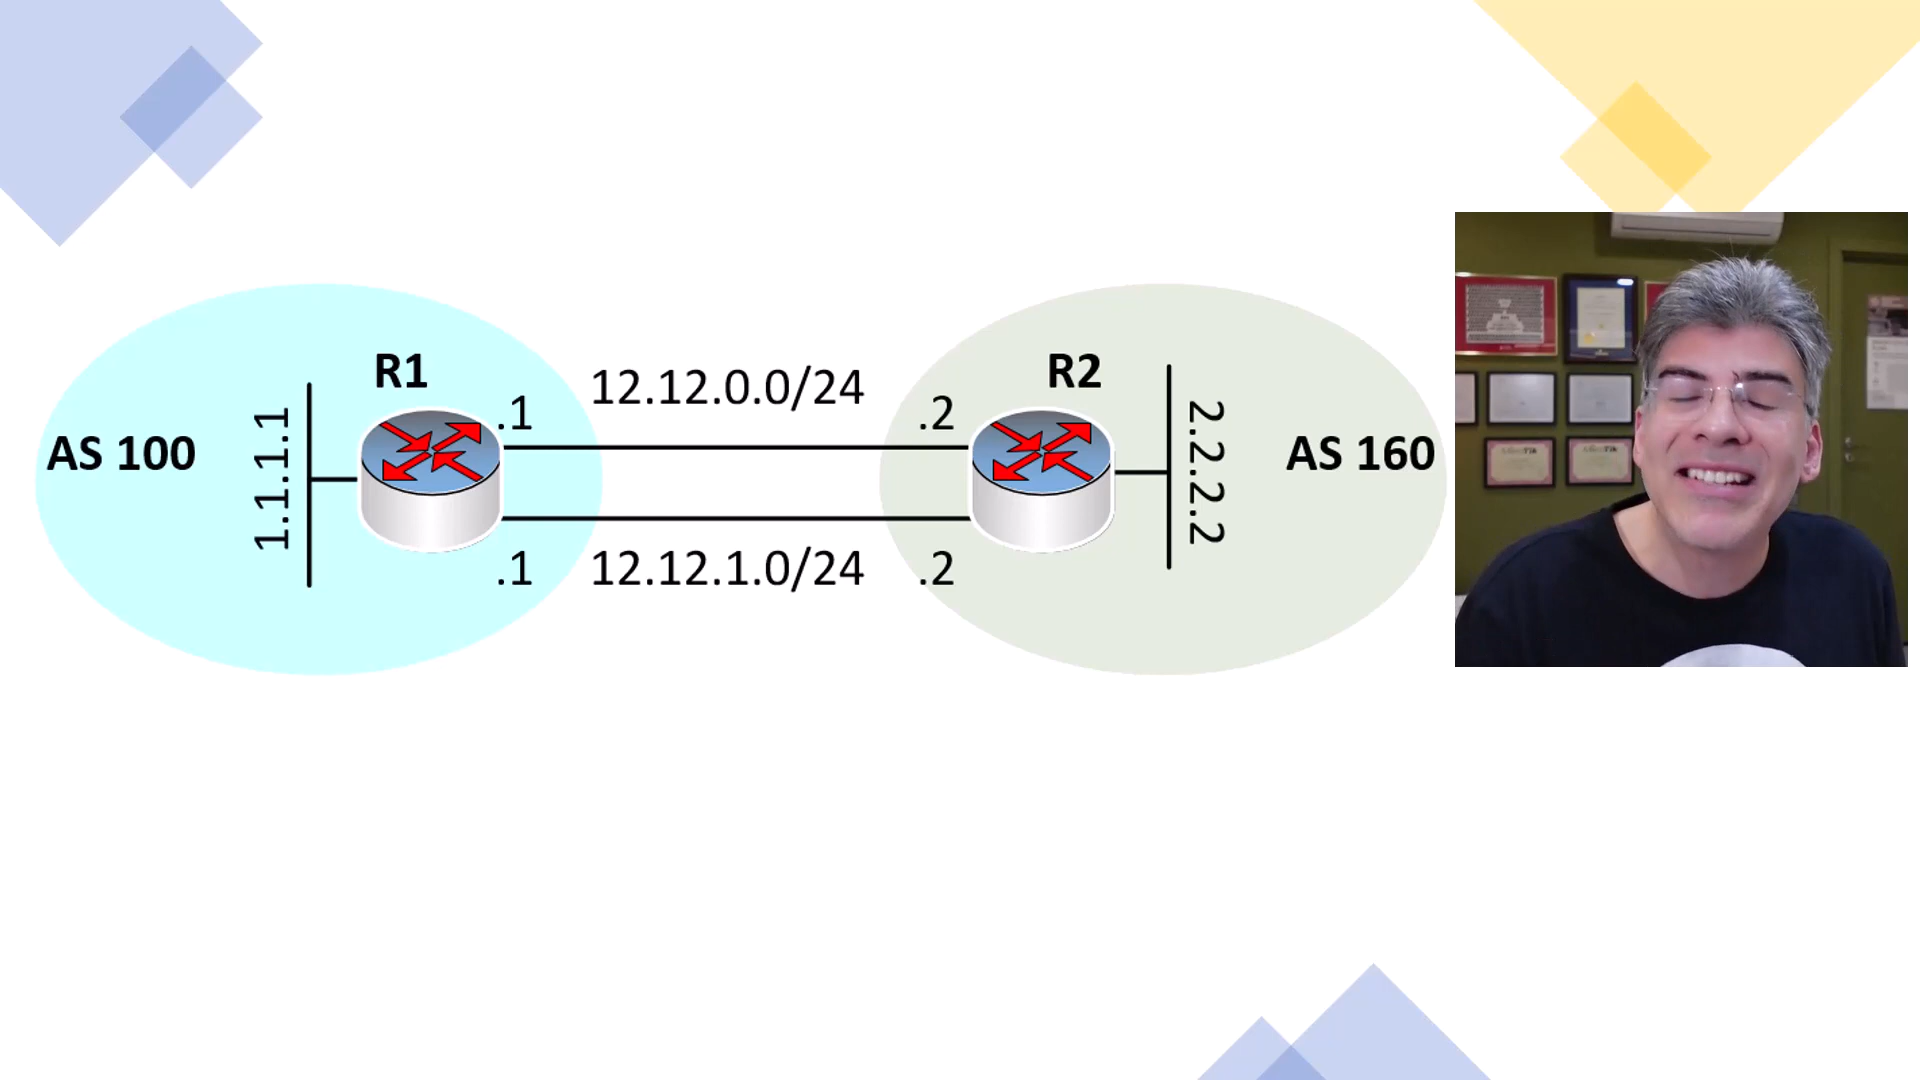 R1
R2
AS 100
1.1.1.1
.1
12.12.0.0/24
.2
2.2.2.2
AS 160
.1
12.12.1.0/24
.2